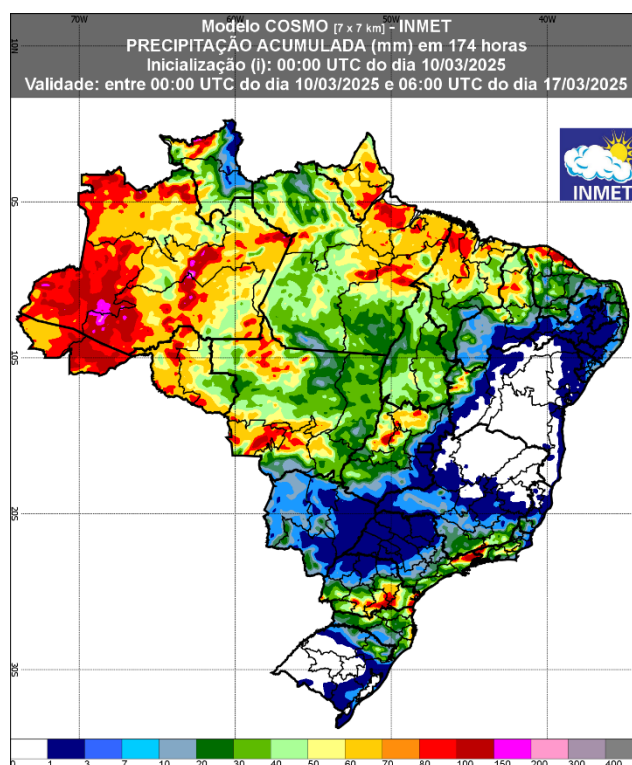 70W 60W 50W 40W
Modelo COSMO [7 x 7 km] - INMET
PRECIPITAÇÃO ACUMULADA (mm) em 174 horas
Inicialização (i): 00:00 UTC do dia 10/03/2025
Validade: entre 00:00 UTC do dia 10/03/2025 e 06:00 UTC do dia 17/03/2025
10N
INMET
10S
20S
30S
0 1 3 7 10 20 30 40 50 60 70 80 100 150 200 300 400